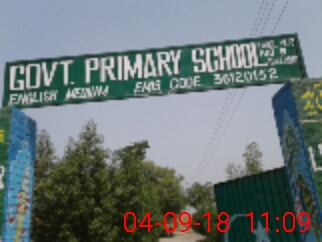 GOVT. PRIMARY SCHOOL
ENGLISH MEDIUM EMIS CODE 36120152
04-09-18 11:09